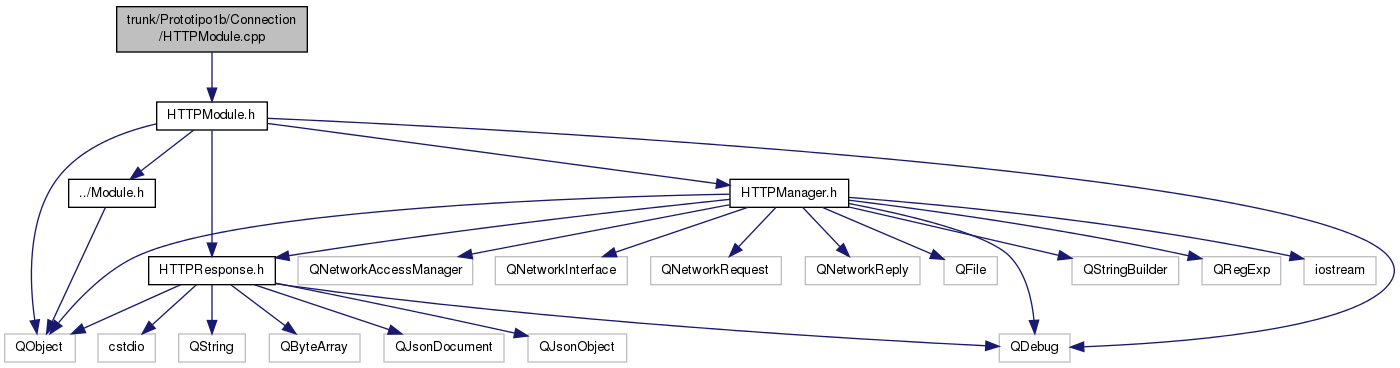 trunk/Prototipo1b/Connection
/HTTPModule.cpp
HTTPModule.h
../Module.h
HTTPManager.h
HTTPResponse.h
QNetworkAccessManager
QNetworkInterface
QNetworkRequest
QNetworkReply
QFile
QStringBuilder
QRegExp
iostream
QObject
cstdio
QString
QByteArray
QJsonDocument
QJsonObject
QDebug